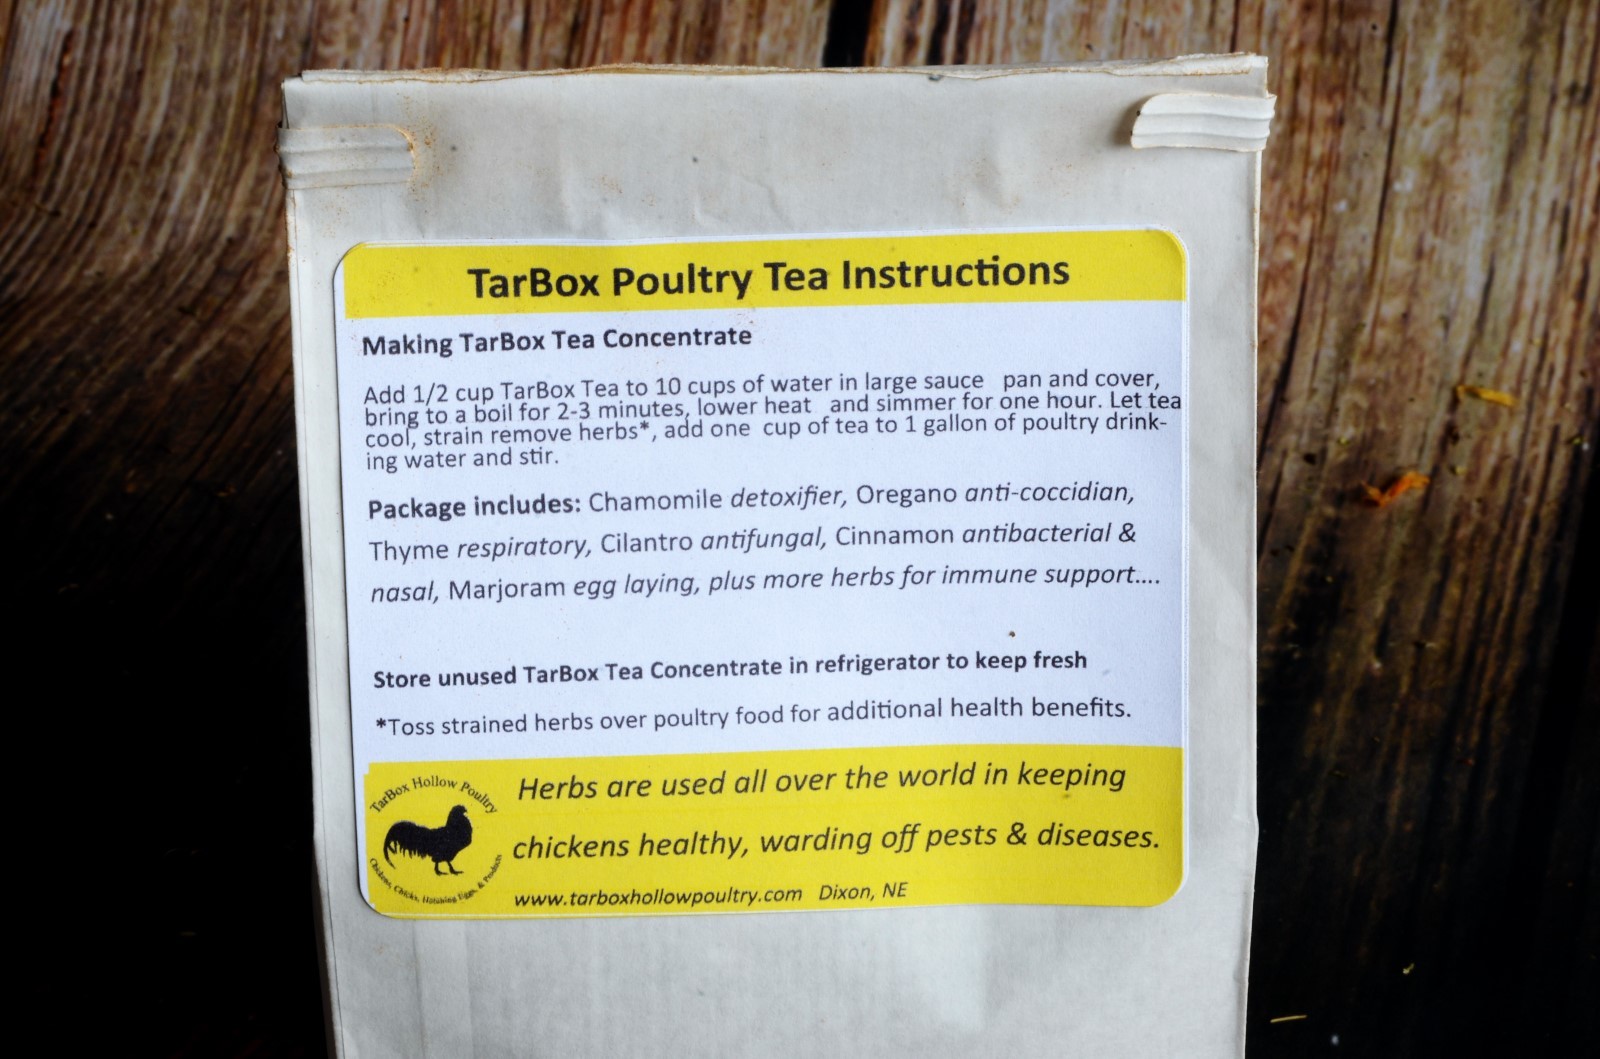 TarBox Poultry Tea Instructions
Making TarBox Tea Concentrate
Add 1/2 cup TarBox Tea to 10 cups of water in large sauce pan and cover,
bring to a boil for 2-3 minutes, lower heat and simmer for one hour. Let tea
cool, strain remove herbs*, add one cup of tea to 1 gallon of poultry drink-
ing water and stir.
Package includes: Chamomile detoxifier, Oregano anti-coccidian,
Thyme respiratory, Cilantro antifungal, Cinnamon antibacterial &
nasal, Marjoram egg laying, plus more herbs for immune support....
Store unused TarBox Tea Concentrate in refrigerator to keep fresh
*Toss strained herbs over poultry food for additional health benefits.
TarBox Hollow Poultry
Chickens, Chicks, Hatching Eggs, & Products
Herbs are used all over the world in keeping
chickens healthy, warding off pests & diseases.
www.tarboxhollowpoultry.com Dixon, NE